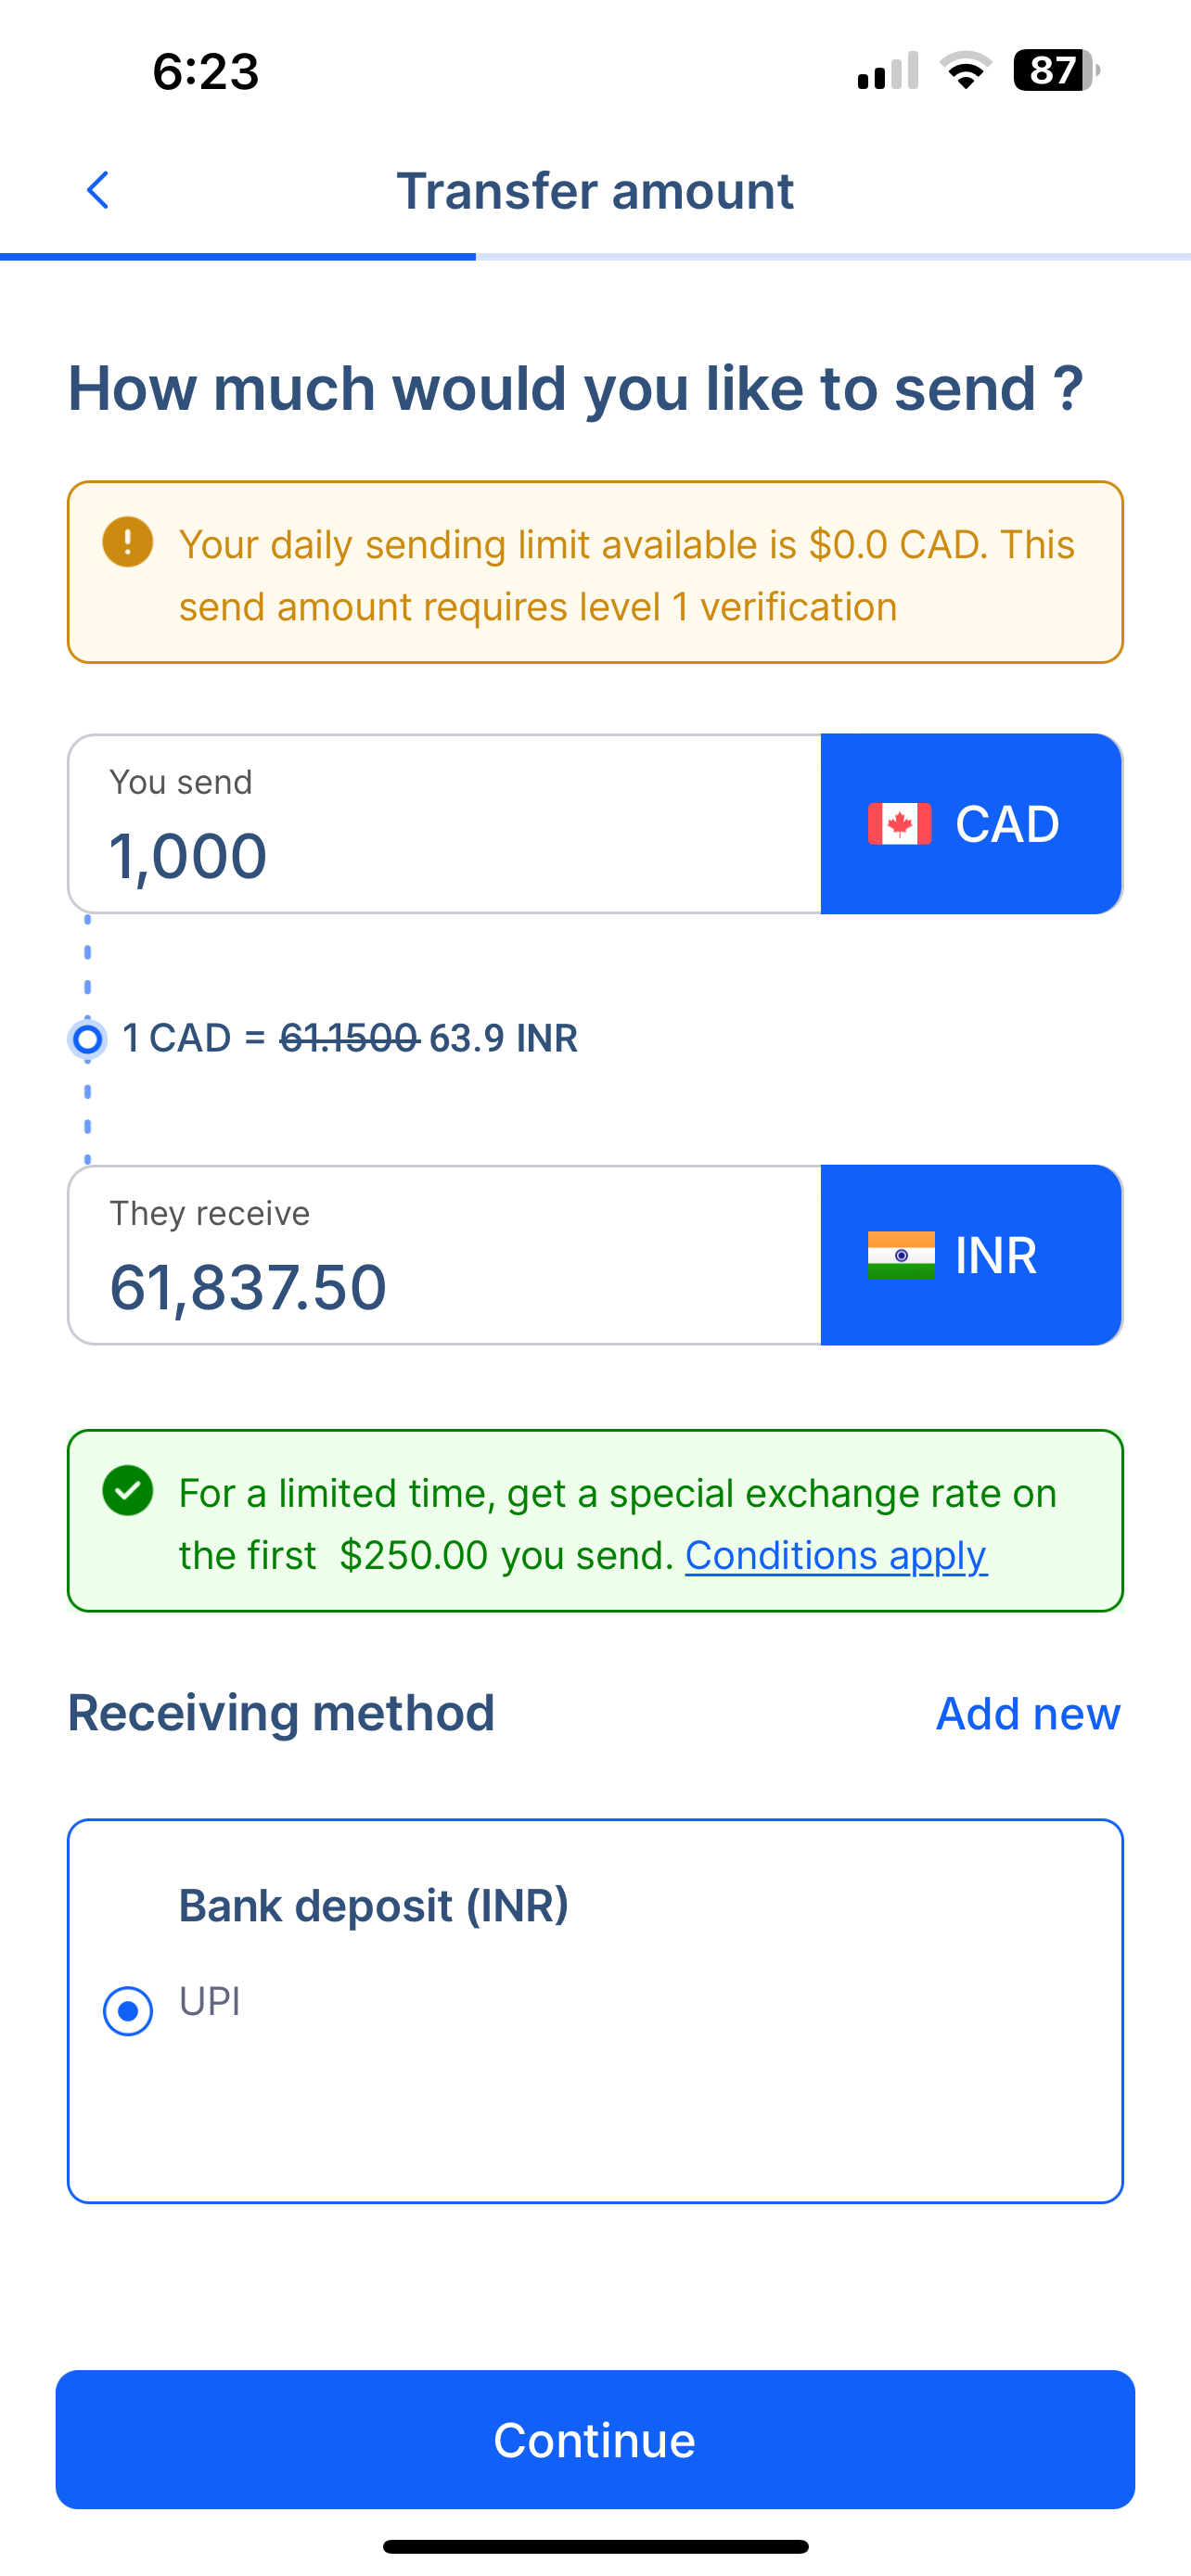 6:23
87
Transfer amount
How much would you like to send ?
Your daily sending limit available is $0.0 CAD. This
send amount requires level 1 verification
You send
1,000
CAD
1 CAD = 61.1500 63.9 INR
They receive
61,837.50
INR
For a limited time, get a special exchange rate on
the first  $250.00 you send. Conditions apply
Receiving method
Add new
Bank deposit (INR)
UPI
Continue